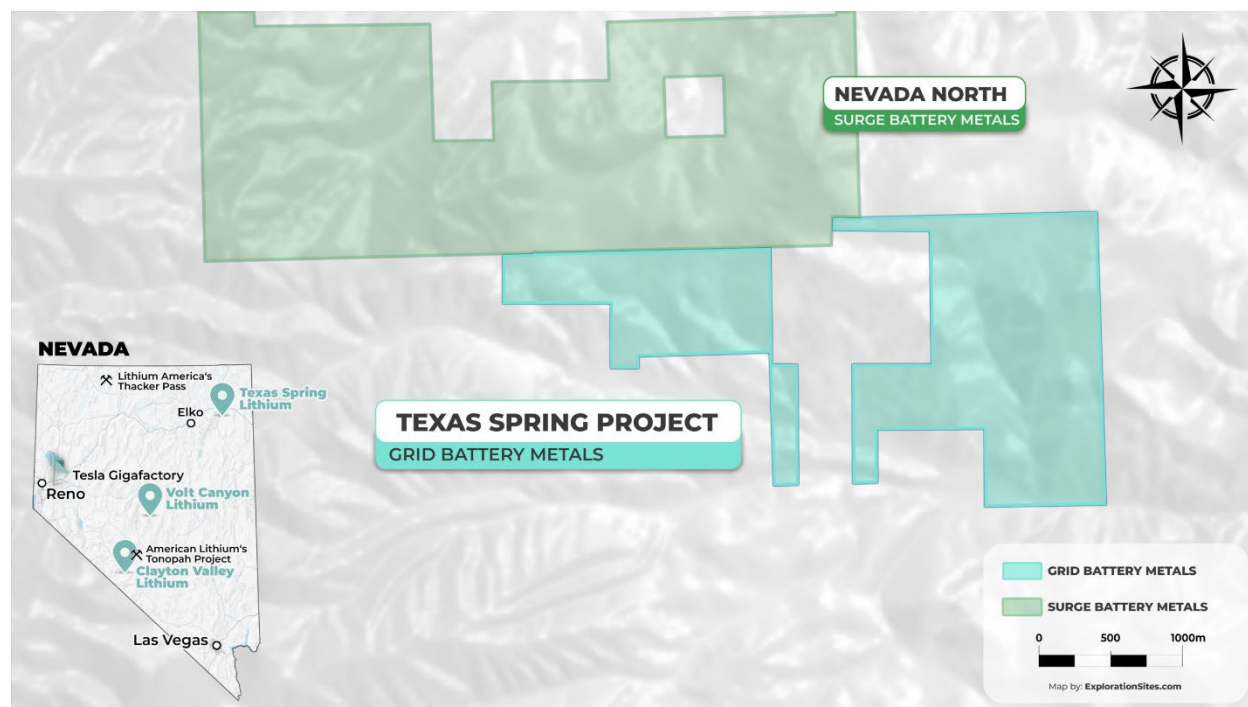 NEVADA NORTH
SURGE BATTERY METALS
TEXAS SPRING PROJECT
GRID BATTERY METALS
NEVADA
Lithium America's
Thacker Pass
Texas Spring
Lithium
Elko
Tesla Gigafactory
Reno
Volt Canyon
Lithium
American Lithium's
Tonopah Project
Clayton Valley
Lithium
Las Vegas
GRID BATTERY METALS
SURGE BATTERY METALS
0 500 1000m
Map by: ExplorationSites.com